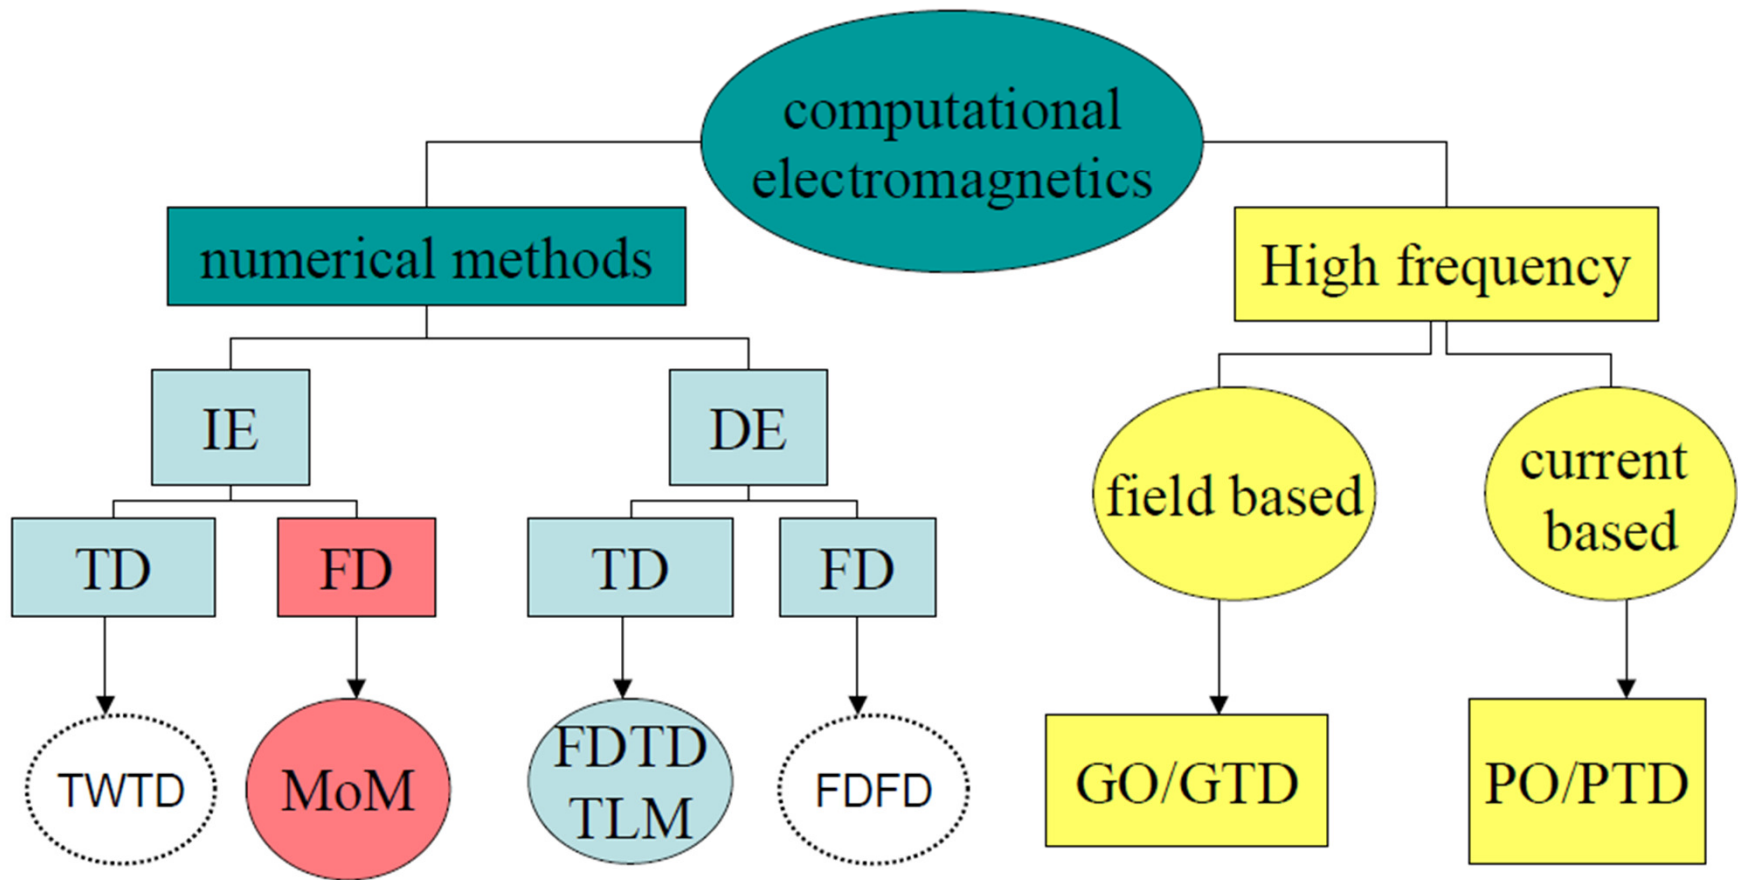 computational
electromagnetics
numerical methods
High frequency
IE
DE
field based
current
based
TD
FD
TD
FD
TWTD
MoM
FDTD
TLM
FDFD
GO/GTD
PO/PTD